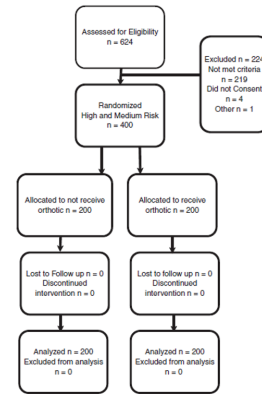 Assessed for Eligibility
n = 624
Excluded n = 224
Not met criteria
n = 219
Did not Consent
n = 4
Other n = 1
Randomized
High and Medium Risk
n = 400
Allocated to not receive
orthotic n = 200
Allocated to receive
orthotic n = 200
Lost to Follow up n = 0
Discontinued
intervention n = 0
Lost to follow up n = 0
Discontinued
intervention n = 0
Analyzed n = 200
Excluded from analysis
n = 0
Analyzed n = 200
Excluded from analysis
n = 0